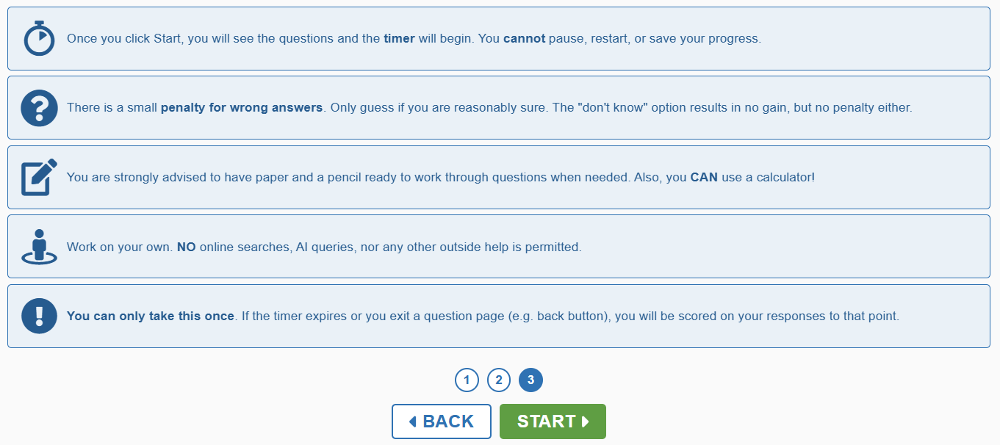 Once you click Start, you will see the questions and the timer will begin. You cannot pause, restart, or save your progress.
There is a small penalty for wrong answers. Only guess if you are reasonably sure. The "don't know" option results in no gain, but no penalty either.
You are strongly advised to have paper and a pencil ready to work through questions when needed. Also, you CAN use a calculator!
Work on your own. NO online searches, AI queries, nor any other outside help is permitted.
You can only take this once. If the timer expires or you exit a question page (e.g. back button), you will be scored on your responses to that point.
1 2 3
BACK START